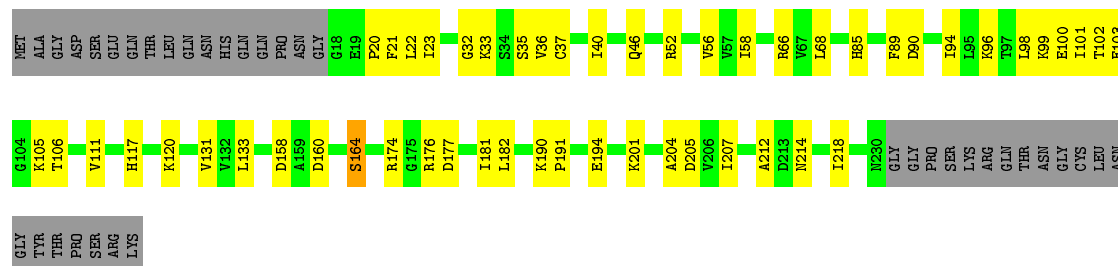 MET ALA GLY ASP SER GLU GLN THR LEU GLN ASN HIS GLN GLN PRO ASN GLY G18 E19 P20 F21 L22 I23 G32 K33 S34 S35 V36 C37 I40 Q46 R52 V56 V57 I58 R66 V67 L68 H85 F89 D90 I94 L95 K96 T97 L98 K99 E100 I101 T102
G104 K105 T106 V111 H117 K120 V131 V132 L133 D158 A159 D160 S164 R174 G175 R176 D177 I181 L182 K190 P191 E194 K201 A204 D205 V206 I207 A212 D213 N214 I218 N230 GLY GLY PRO SER LYS ARG GLN THR ASN GLY CYS LEU ASN
GLY TYR THR PRO SER ARG LYS